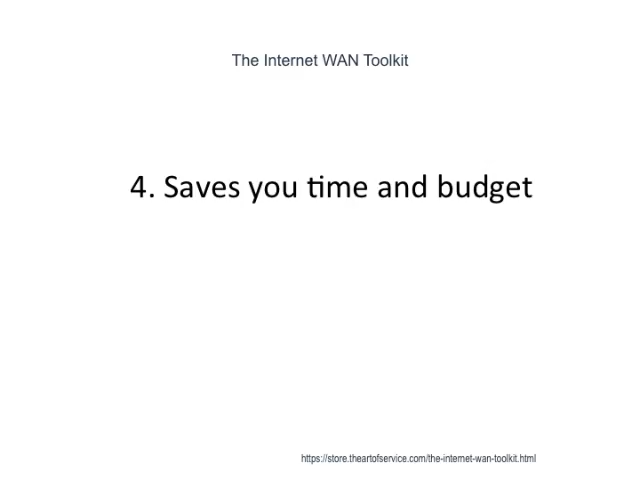 The Internet WAN Toolkit
4. Saves you time and budget
https://store.theartofservice.com/the-internet-wan-toolkit.html